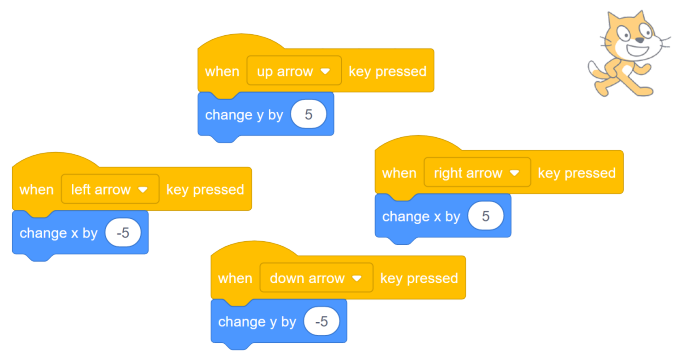 when up arrow key pressed
change y by 5
when left arrow key pressed
change x by -5
when right arrow key pressed
change x by 5
when down arrow key pressed
change y by -5